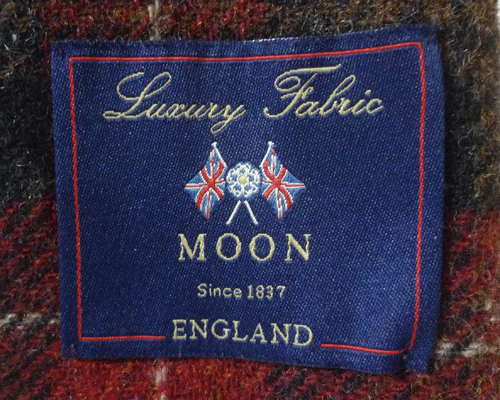 Luxury Fabric
MOON
Since 1837
ENGLAND